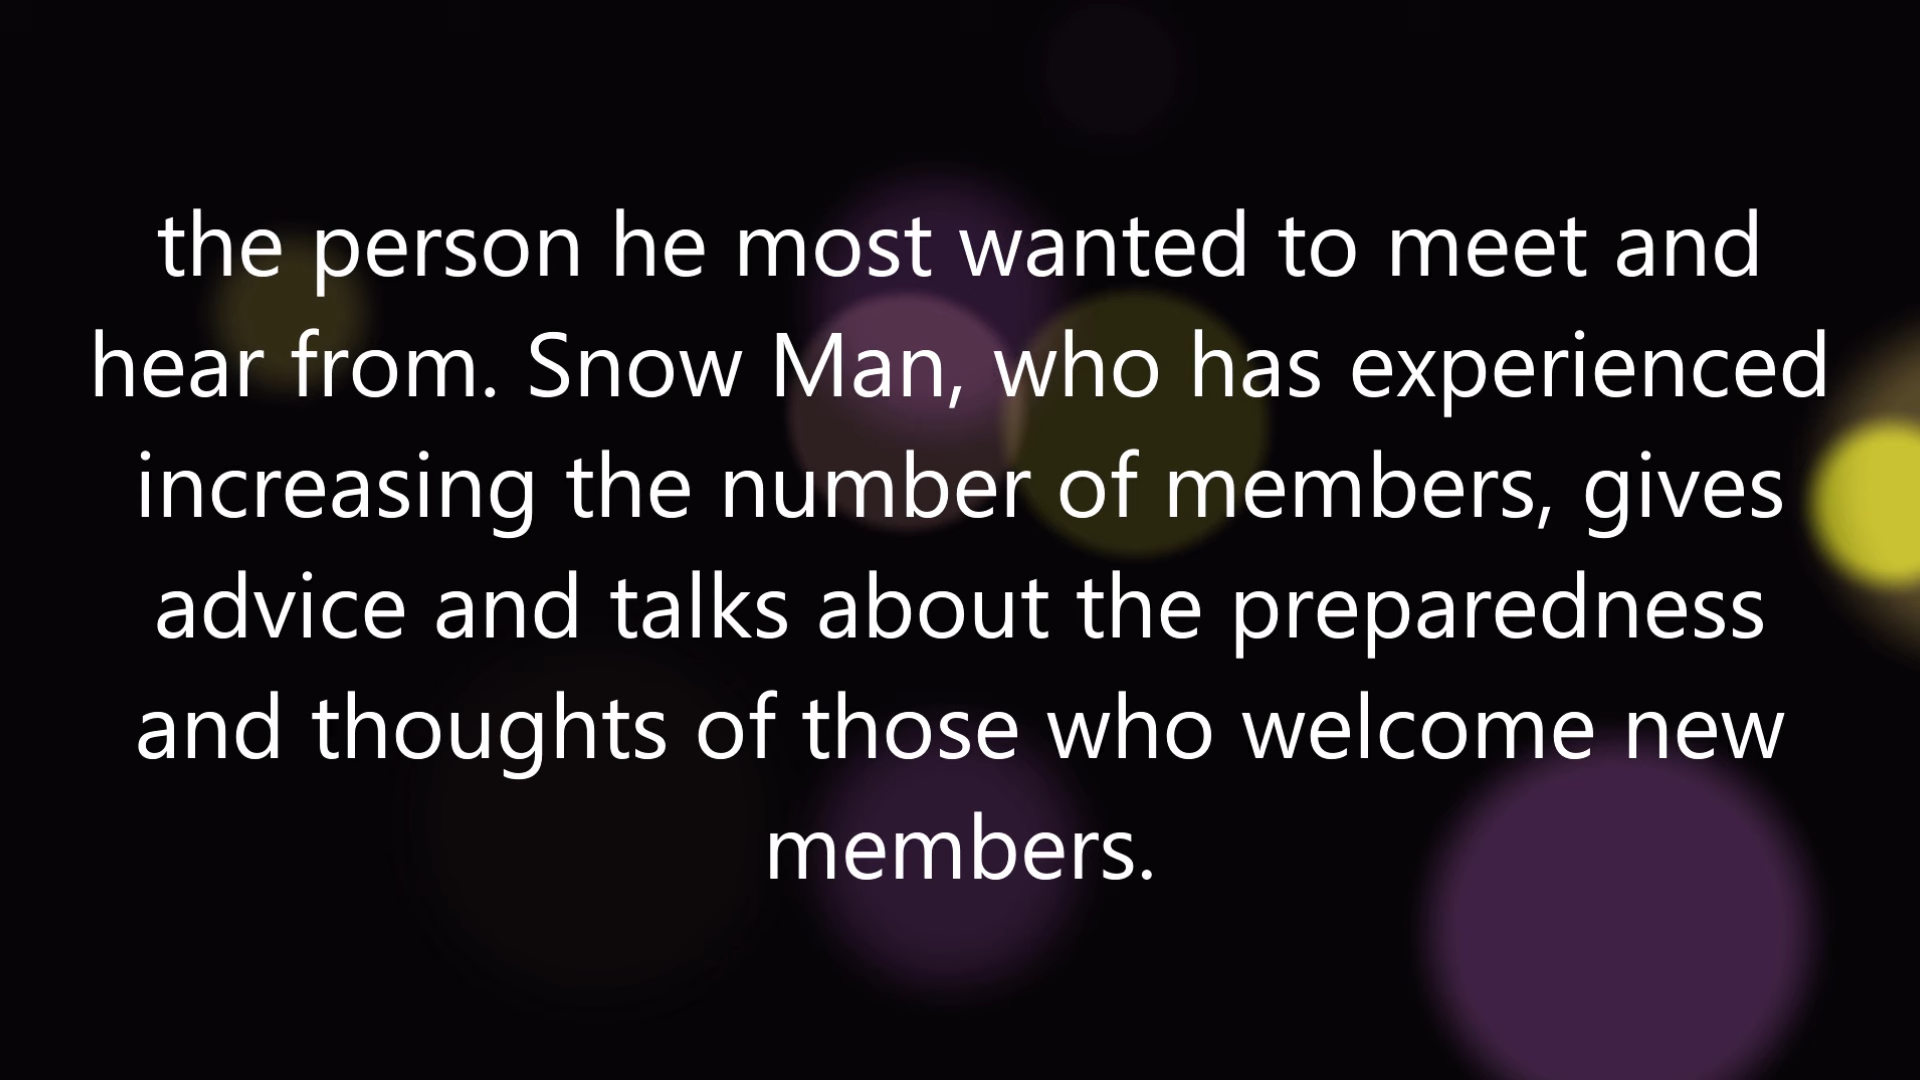 the person he most wanted to meet and
hear from. Snow Man, who has experienced
increasing the number of members, gives
advice and talks about the preparedness
and thoughts of those who welcome new
members.